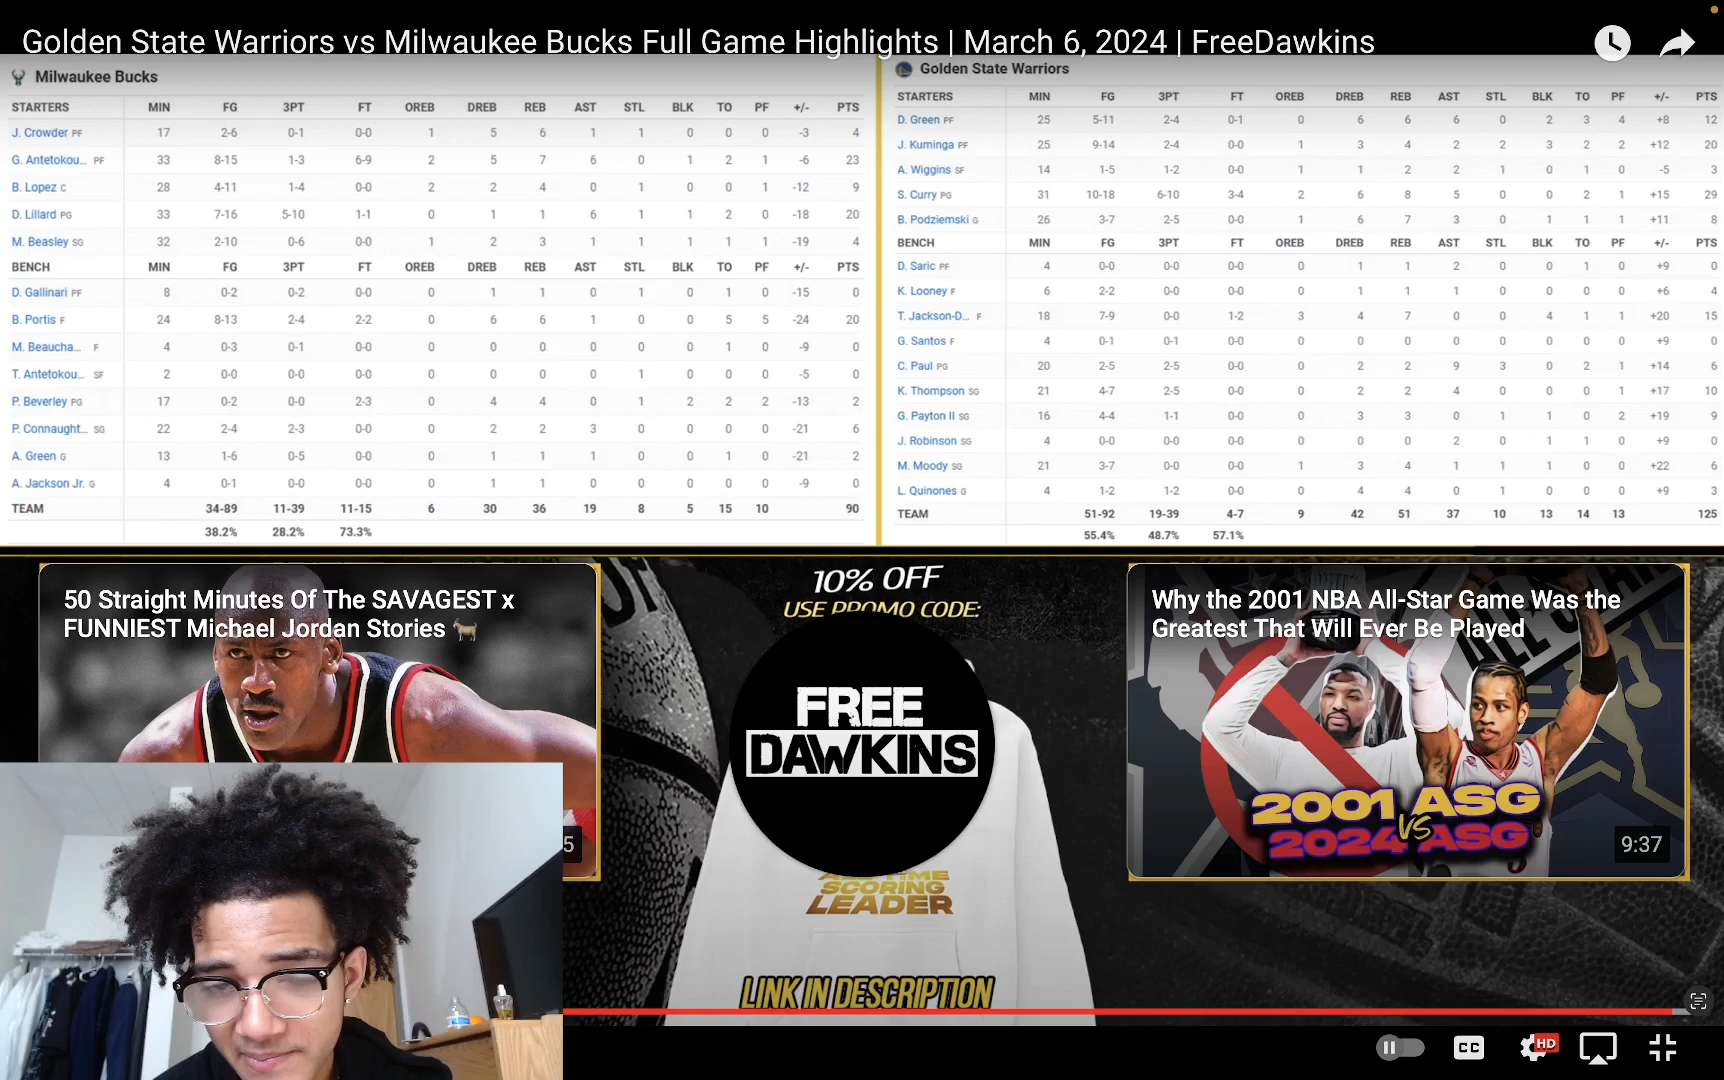 Golden State Warriors vs Milwaukee Bucks Full Game Highlights | March 6, 2024 | FreeDawkins
Milwaukee Bucks
STARTERS MIN FG 3PT FT OREB DREB REB AST STL BLK TO PF +/- PTS
J. Crowder PF 17 2-6 0-1 0-0 1 5 6 1 1 0 0 0 -3 4
G. Antetokou... PF 33 8-15 1-3 6-9 2 5 7 6 0 1 2 1 -6 23
B. Lopez C 28 4-11 1-4 0-0 2 2 4 0 1 0 0 1 -12 9
D. Lillard PG 33 7-16 5-10 1-1 0 1 1 6 1 1 2 0 -18 20
M. Beasley SG 32 2-10 0-6 0-0 1 2 3 1 1 1 1 1 -19 4
BENCH MIN FG 3PT FT OREB DREB REB AST STL BLK TO PF +/- PTS
D. Gallinari PF 8 0-2 0-2 0-0 0 1 1 0 1 0 1 0 -15 0
B. Portis F 24 8-13 2-4 2-2 0 6 6 1 0 0 5 5 -24 20
M. Beaucha... F 4 0-3 0-1 0-0 0 0 0 0 0 0 1 0 -9 0
T. Antetokou... SF 2 0-0 0-0 0-0 0 0 0 0 1 0 0 0 -5 0
P. Beverley PG 17 0-2 0-0 2-3 0 4 4 0 1 2 2 2 -13 2
P. Connaught... SG 22 2-4 2-3 0-0 0 2 2 3 0 0 0 0 -21 6
A. Green G 13 1-6 0-5 0-0 0 1 1 1 0 0 1 0 -21 2
A. Jackson Jr. G 4 0-1 0-0 0-0 0 1 1 0 0 0 0 0 -9 0
TEAM 34-89 11-39 11-15 6 30 36 19 8 5 15 10 90
38.2% 28.2% 73.3%
Golden State Warriors
STARTERS MIN FG 3PT FT OREB DREB REB AST STL BLK TO PF +/- PTS
D. Green PF 25 5-11 2-4 0-1 0 6 6 6 0 2 3 4 +8 12
J. Kuminga PF 25 9-14 2-4 0-0 1 3 4 2 2 3 2 2 +12 20
A. Wiggins SF 14 1-5 1-2 0-0 1 1 2 2 1 0 1 0 -5 3
S. Curry PG 31 10-18 6-10 3-4 2 6 8 5 0 0 2 1 +15 29
B. Podziemski G 26 3-7 2-5 0-0 1 6 7 3 0 1 1 1 +11 8
BENCH MIN FG 3PT FT OREB DREB REB AST STL BLK TO PF +/- PTS
D. Saric PF 4 0-0 0-0 0-0 0 1 1 2 0 0 1 0 +9 0
K. Looney F 6 2-2 0-0 0-0 0 1 1 1 0 0 0 0 +6 4
T. Jackson-D... F 18 7-9 0-0 1-2 3 4 7 0 0 4 1 1 +20 15
G. Santos F 4 0-1 0-1 0-0 0 0 0 0 0 0 0 0 +9 0
C. Paul PG 20 2-5 2-5 0-0 0 2 2 9 3 0 2 1 +14 6
K. Thompson SG 21 4-7 2-5 0-0 0 2 2 4 0 0 0 1 +17 10
G. Payton II SG 16 4-4 1-1 0-0 0 3 3 0 1 1 0 2 +19 9
J. Robinson SG 4 0-0 0-0 0-0 0 0 0 2 0 1 1 0 +9 0
M. Moody SG 21 3-7 0-0 0-0 1 3 4 1 1 1 0 0 +22 6
L. Quinones G 4 1-2 1-2 0-0 0 4 4 0 1 0 0 0 +9 3
TEAM 51-92 19-39 4-7 9 42 51 37 10 13 14 13 125
55.4% 48.7% 57.1%
50 Straight Minutes Of The SAVAGEST x
FUNNIEST Michael Jordan Stories
5
10% OFF
USE PROMO CODE:
FREE
DAWKINS
SCORING
LEADER
LINK IN DESCRIPTION
Why the 2001 NBA All-Star Game Was the
Greatest That Will Ever Be Played
2001 ASG
VS
2024 ASG
9:37
CC
HD